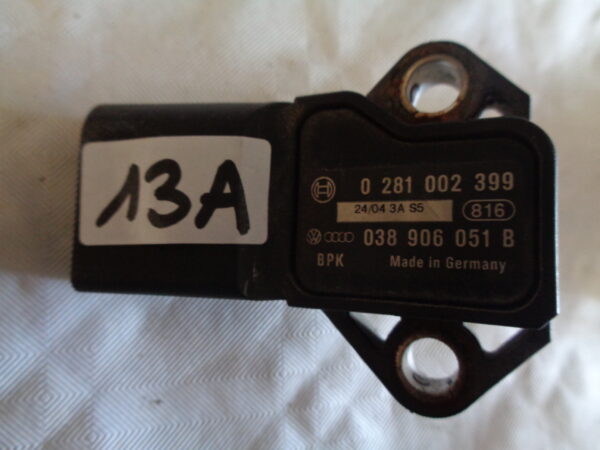 13A
0 281 002 399
24/04 3A S5
816
038 906 051 B
BPK Made in Germany